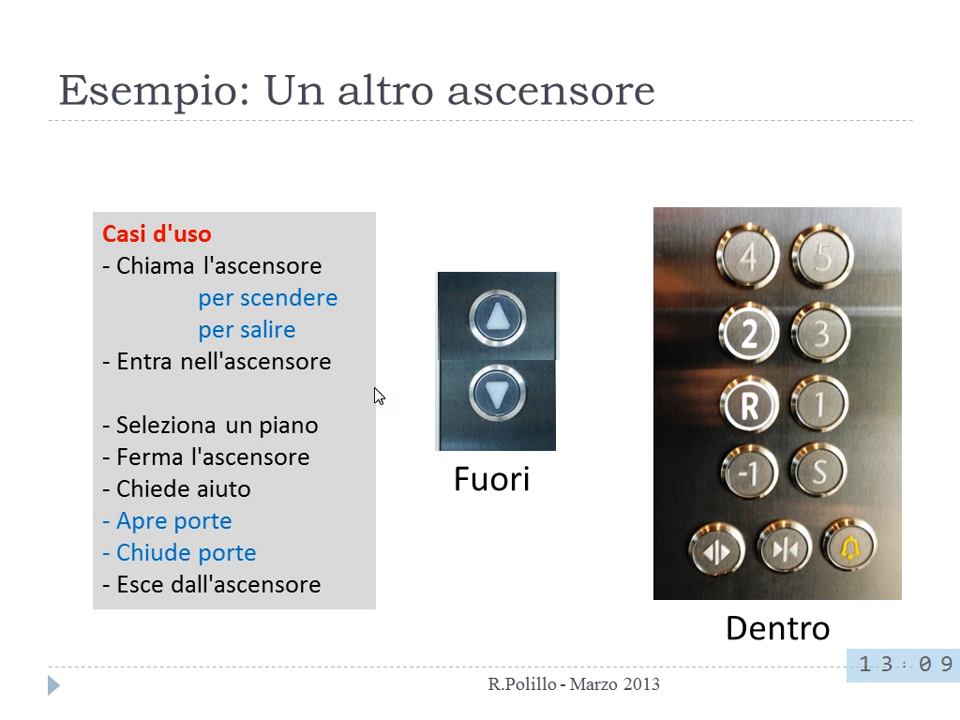 Esempio: Un altro ascensore
Casi d'uso
- Chiama l'ascensore
per scendere
per salire
- Entra nell'ascensore
- Seleziona un piano
- Ferma l'ascensore
- Chiede aiuto
- Apre porte
- Chiude porte
- Esce dall'ascensore
Fuori
4 5
2 3
R 1
-1 S
Dentro
13:09
R.Polillo - Marzo 2013